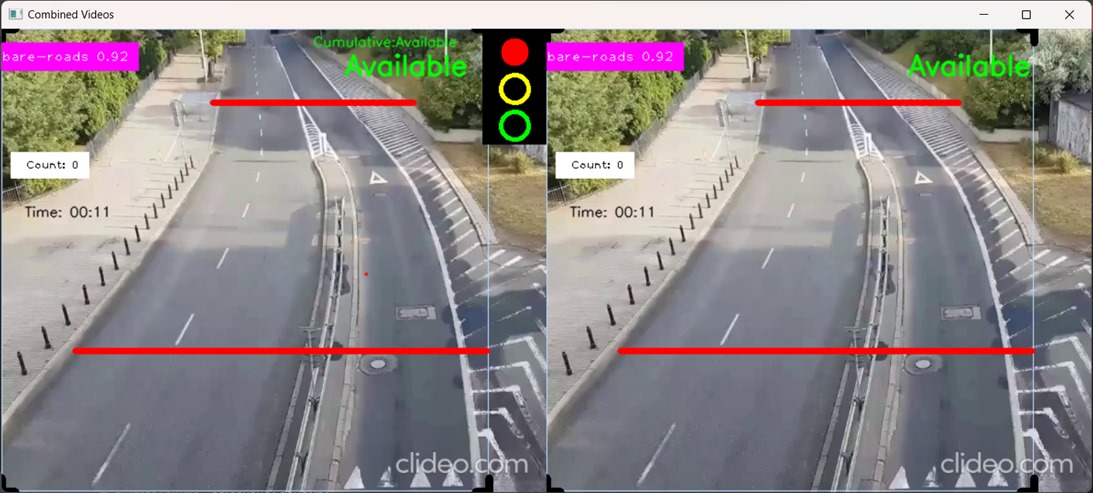 Combined Videos
Cumulative:Available
bare-roads 0.92
Available
Count: 0
Time: 00:11
clideo.com
bare-roads 0.92
Available
Count: 0
Time: 00:11
clideo.com